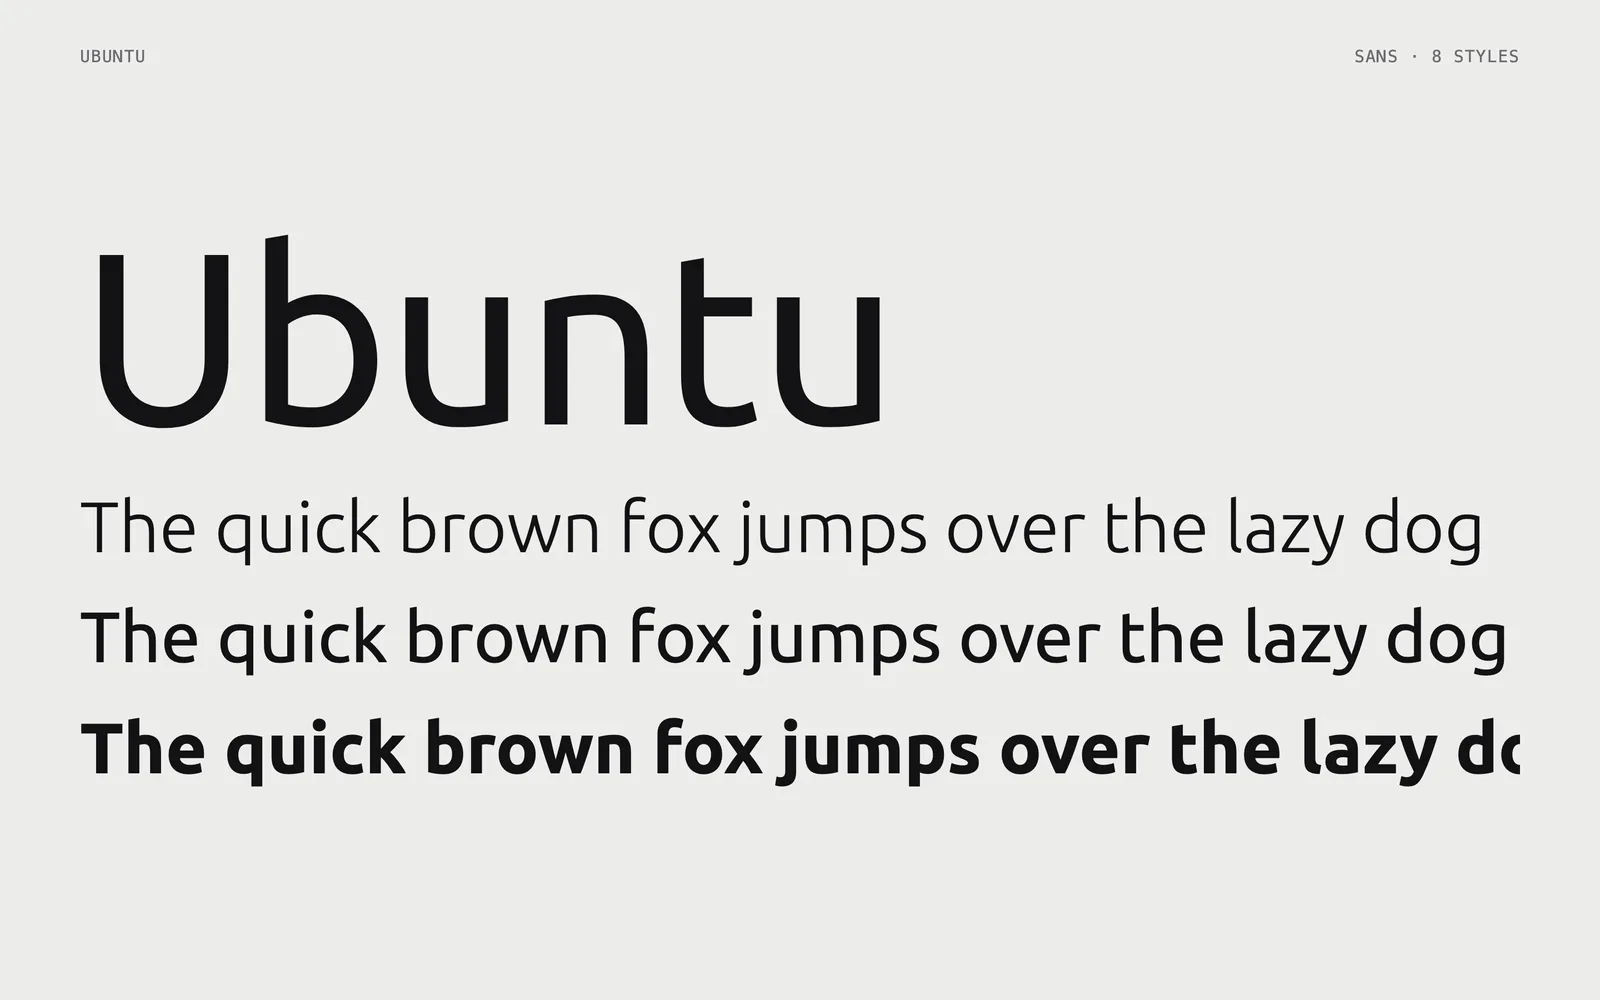 UBUNTU
SANS · 8 STYLES
Ubuntu
The quick brown fox jumps over the lazy dog
The quick brown fox jumps over the lazy dog
The quick brown fox jumps over the lazy